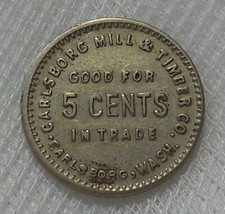 CARLSBORG MILL & TIMBER CO.
GOOD FOR
5 CENTS
IN TRADE
CARLSBORG, WASH.